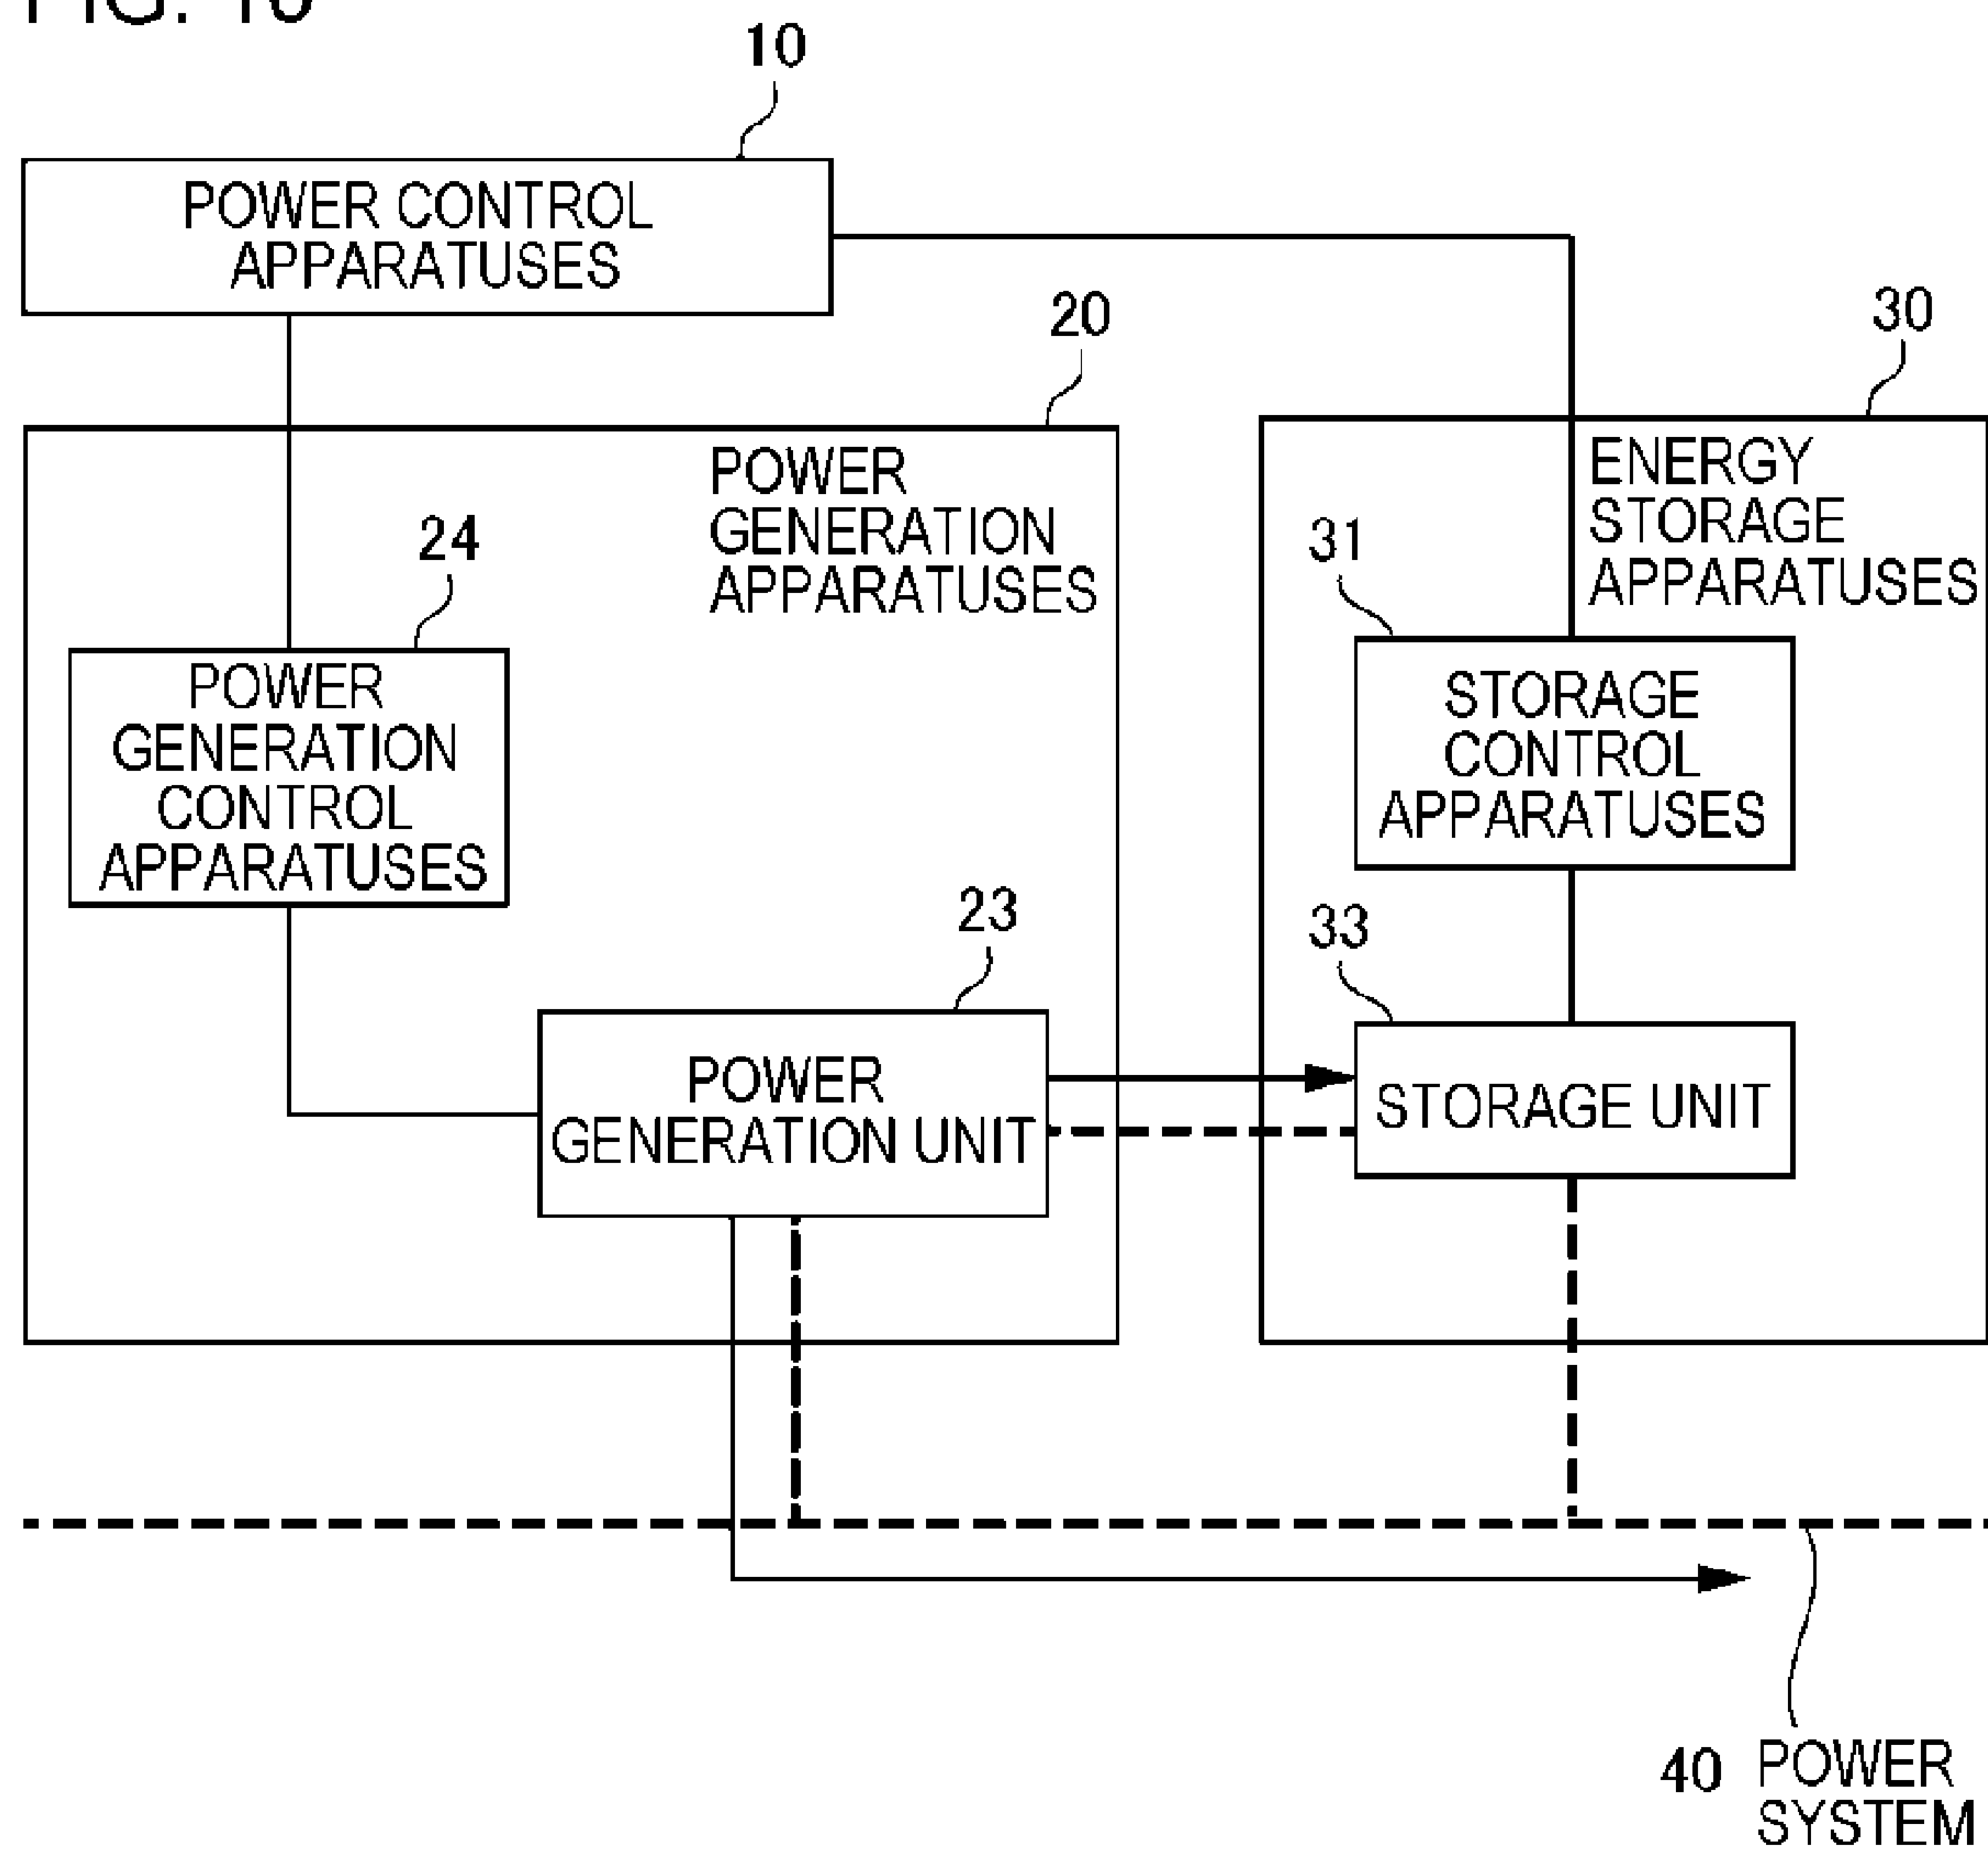 10
POWER CONTROL
APPARATUSES
20
30
POWER
GENERATION
APPARATUSES
ENERGY
STORAGE
APPARATUSES
24
31
POWER
GENERATION
CONTROL
APPARATUSES
STORAGE
CONTROL
APPARATUSES
23
33
POWER
GENERATION UNIT
STORAGE UNIT
40
POWER
SYSTEM